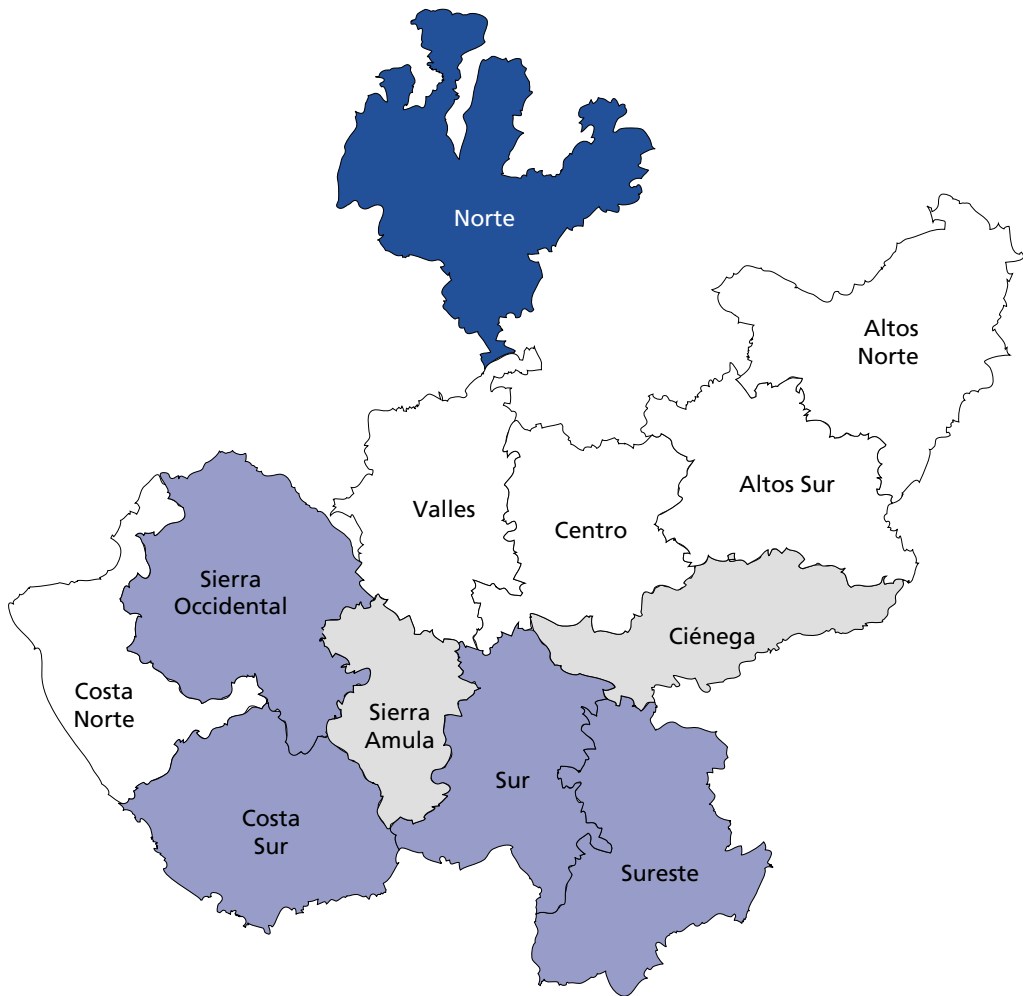 Norte
Altos
Norte
Altos Sur
Valles
Centro
Sierra
Occidental
Ciénega
Costa
Norte
Sierra
Amula
Sur
Costa
Sur
Sureste